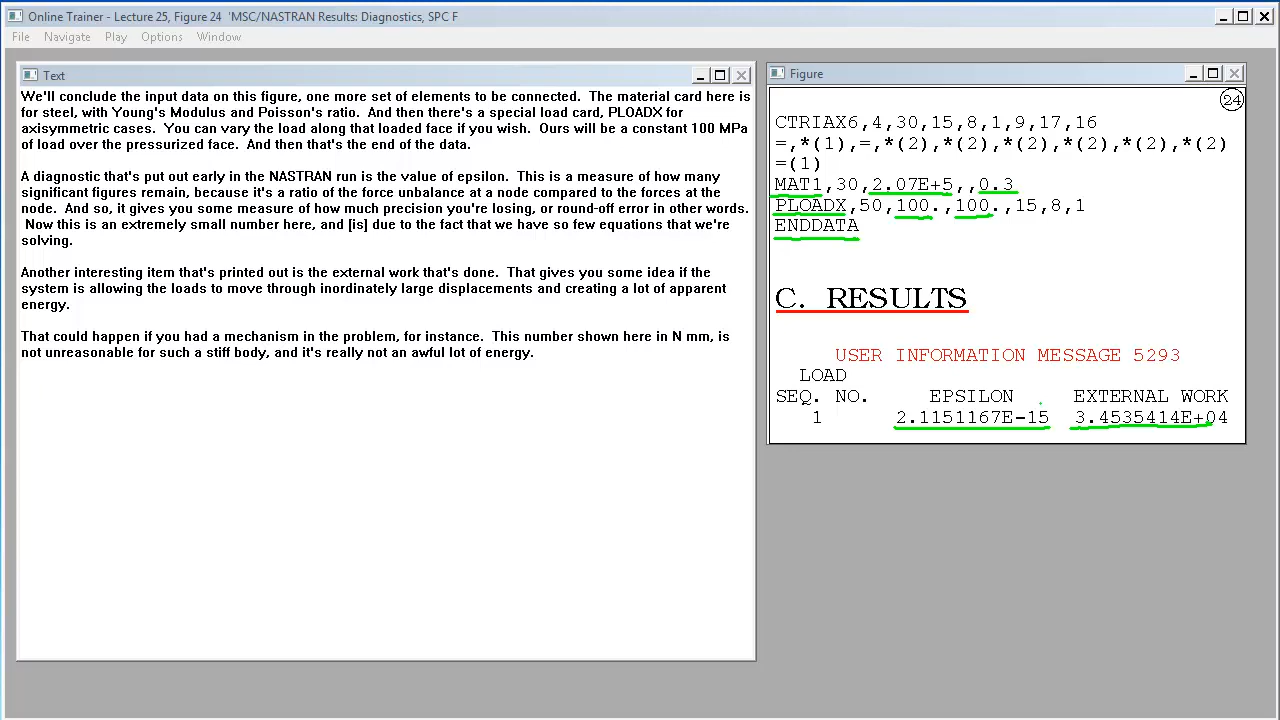 Online Trainer - Lecture 25, Figure 24 'MSC/NASTRAN Results: Diagnostics, SPC F
File Navigate Play Options Window
Text
We'll conclude the input data on this figure, one more set of elements to be connected. The material card here is
for steel, with Young's Modulus and Poisson's ratio. And then there's a special load card, PLOADX for
axisymmetric cases. You can vary the load along that loaded face if you wish. Ours will be a constant 100 MPa
of load over the pressurized face. And then that's the end of the data.
A diagnostic that's put out early in the NASTRAN run is the value of epsilon. This is a measure of how many
significant figures remain, because it's a ratio of the force unbalance at a node compared to the forces at the
node. And so, it gives you some measure of how much precision you're losing, or round-off error in other words.
Now this is an extremely small number here, and [is] due to the fact that we have so few equations that we're
solving.
Another interesting item that's printed out is the external work that's done. That gives you some idea if the
system is allowing the loads to move through inordinately large displacements and creating a lot of apparent
energy.
That could happen if you had a mechanism in the problem, for instance. This number shown here in N mm, is
not unreasonable for such a stiff body, and it's really not an awful lot of energy.
Figure
24
CTRIAX6,4,30,15,8,1,9,17,16
=,*(1),=,*(2),*(2),*(2),*(2),*(2),*(2)
=(1)
MAT1,30,2.07E+5,,0.3
PLOADX,50,100.,100.,15,8,1
ENDDATA
C. RESULTS
USER INFORMATION MESSAGE 5293
LOAD
SEQ. NO. EPSILON EXTERNAL WORK
1 2.1151167E-15 3.4535414E+04